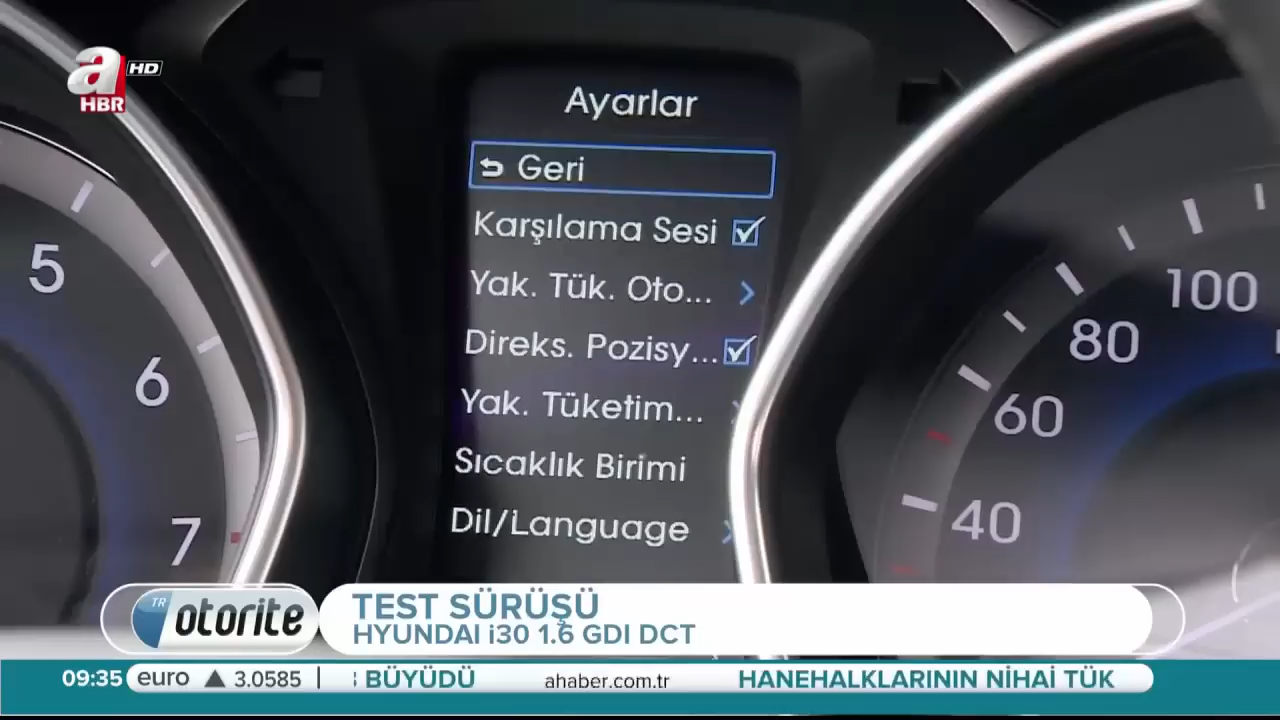 a HD
HBR
Ayarlar
Geri
Karşılama Sesi
Yak. Tük. Oto...
Direks. Pozisy...
Yak. Tüketim...
Sıcaklık Birimi
Dil/Language
5
6
7
100
80
60
40
TR otorite
TEST SÜRÜŞÜ
HYUNDAI i30 1.6 GDI DCT
09:35 euro ▲ 3.0585 BÜYÜDÜ ahaber.com.tr HANEHALKLARININ NİHAİ TÜK